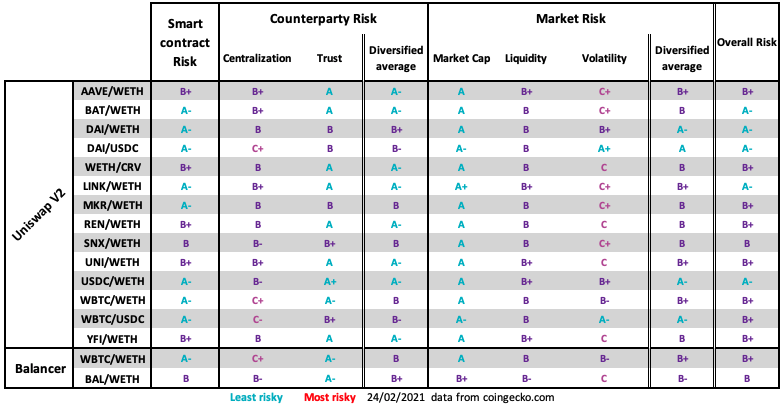 Counterparty Risk Market Risk
Smart contract Risk Centralization Trust Diversified average Market Cap Liquidity Volatility Diversified average Overall Risk
Uniswap V2
AAVE/WETH B+ B+ A A- A B+ C+ B+ B+
BAT/WETH A- B+ A A- A B C+ B A-
DAI/WETH A- B B B+ A B B+ A- A-
DAI/USDC A- C+ B B- A- B A+ A A-
WETH/CRV B+ B A A- A B C B B+
LINK/WETH A- B+ A A- A+ B+ C+ B+ A-
MKR/WETH A- B B B A B C+ B B+
REN/WETH B+ B A A- A B C B B+
SNX/WETH B B- B+ B A B C+ B B
UNI/WETH B+ B+ A A- A B+ C B+ B+
USDC/WETH A- B- A+ A- A B+ B+ A- A-
WBTC/WETH A- C+ A- B A B B- B+ B+
WBTC/USDC A- C- B+ B- A- B A- A- B+
YFI/WETH B+ B A A- A B+ C B B+
Balancer
WBTC/WETH A- C+ A- B A B B- B+ B+
BAL/WETH B B- A- B+ B+ B- C B- B
Least risky Most risky 24/02/2021 data from coingecko.com